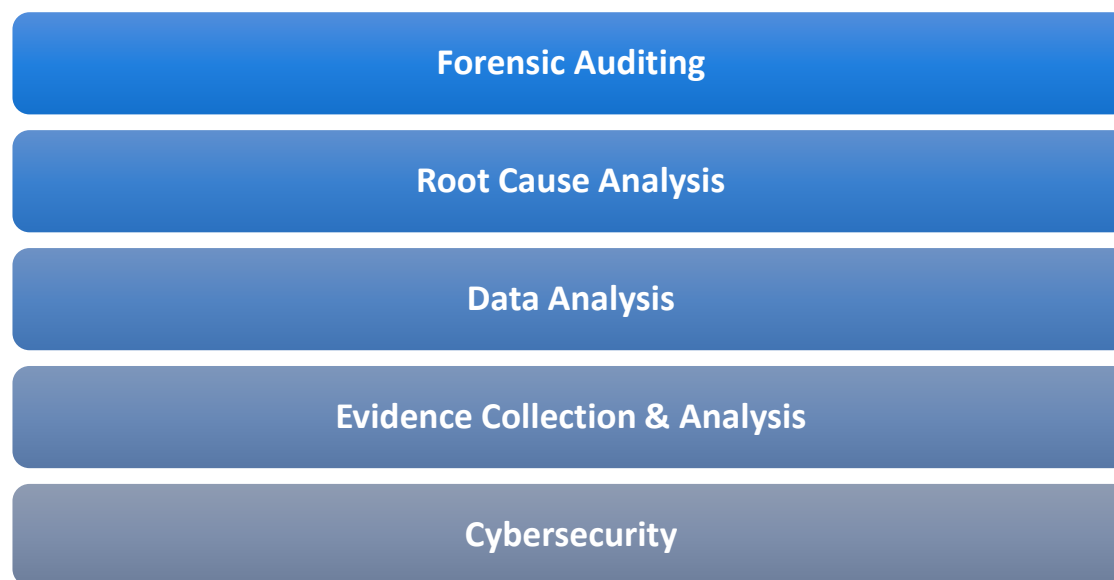 Forensic Auditing
Root Cause Analysis
Data Analysis
Evidence Collection & Analysis
Cybersecurity